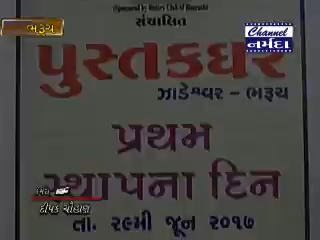 (Sponsored by Rotary Club of Bharuch)
સંચાલિત
ભરૂચ
Channel
નર્મદા
પુસ્તકઘર
ઝાડેશ્વર - ભરૂચ
પ્રથમ
સ્થાપના દિન
દિપક ચૌહાણ
તા. ૨૯મી જૂન ૨૦૧૭